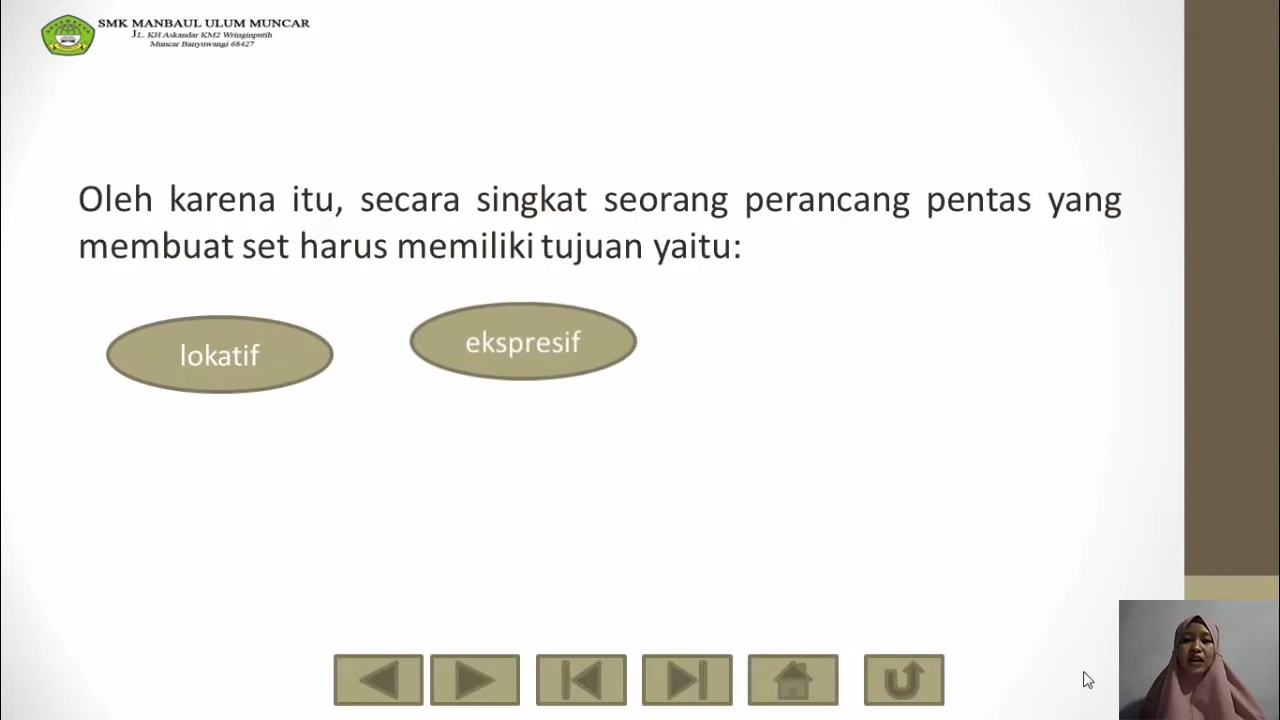 SMK MANBAUL ULUM MUNCAR
JL. KH Askandar KM2 Wringinputih
Muncar Banyuwangi 68427
Oleh karena itu, secara singkat seorang perancang pentas yang
membuat set harus memiliki tujuan yaitu:
lokatif
ekspresif